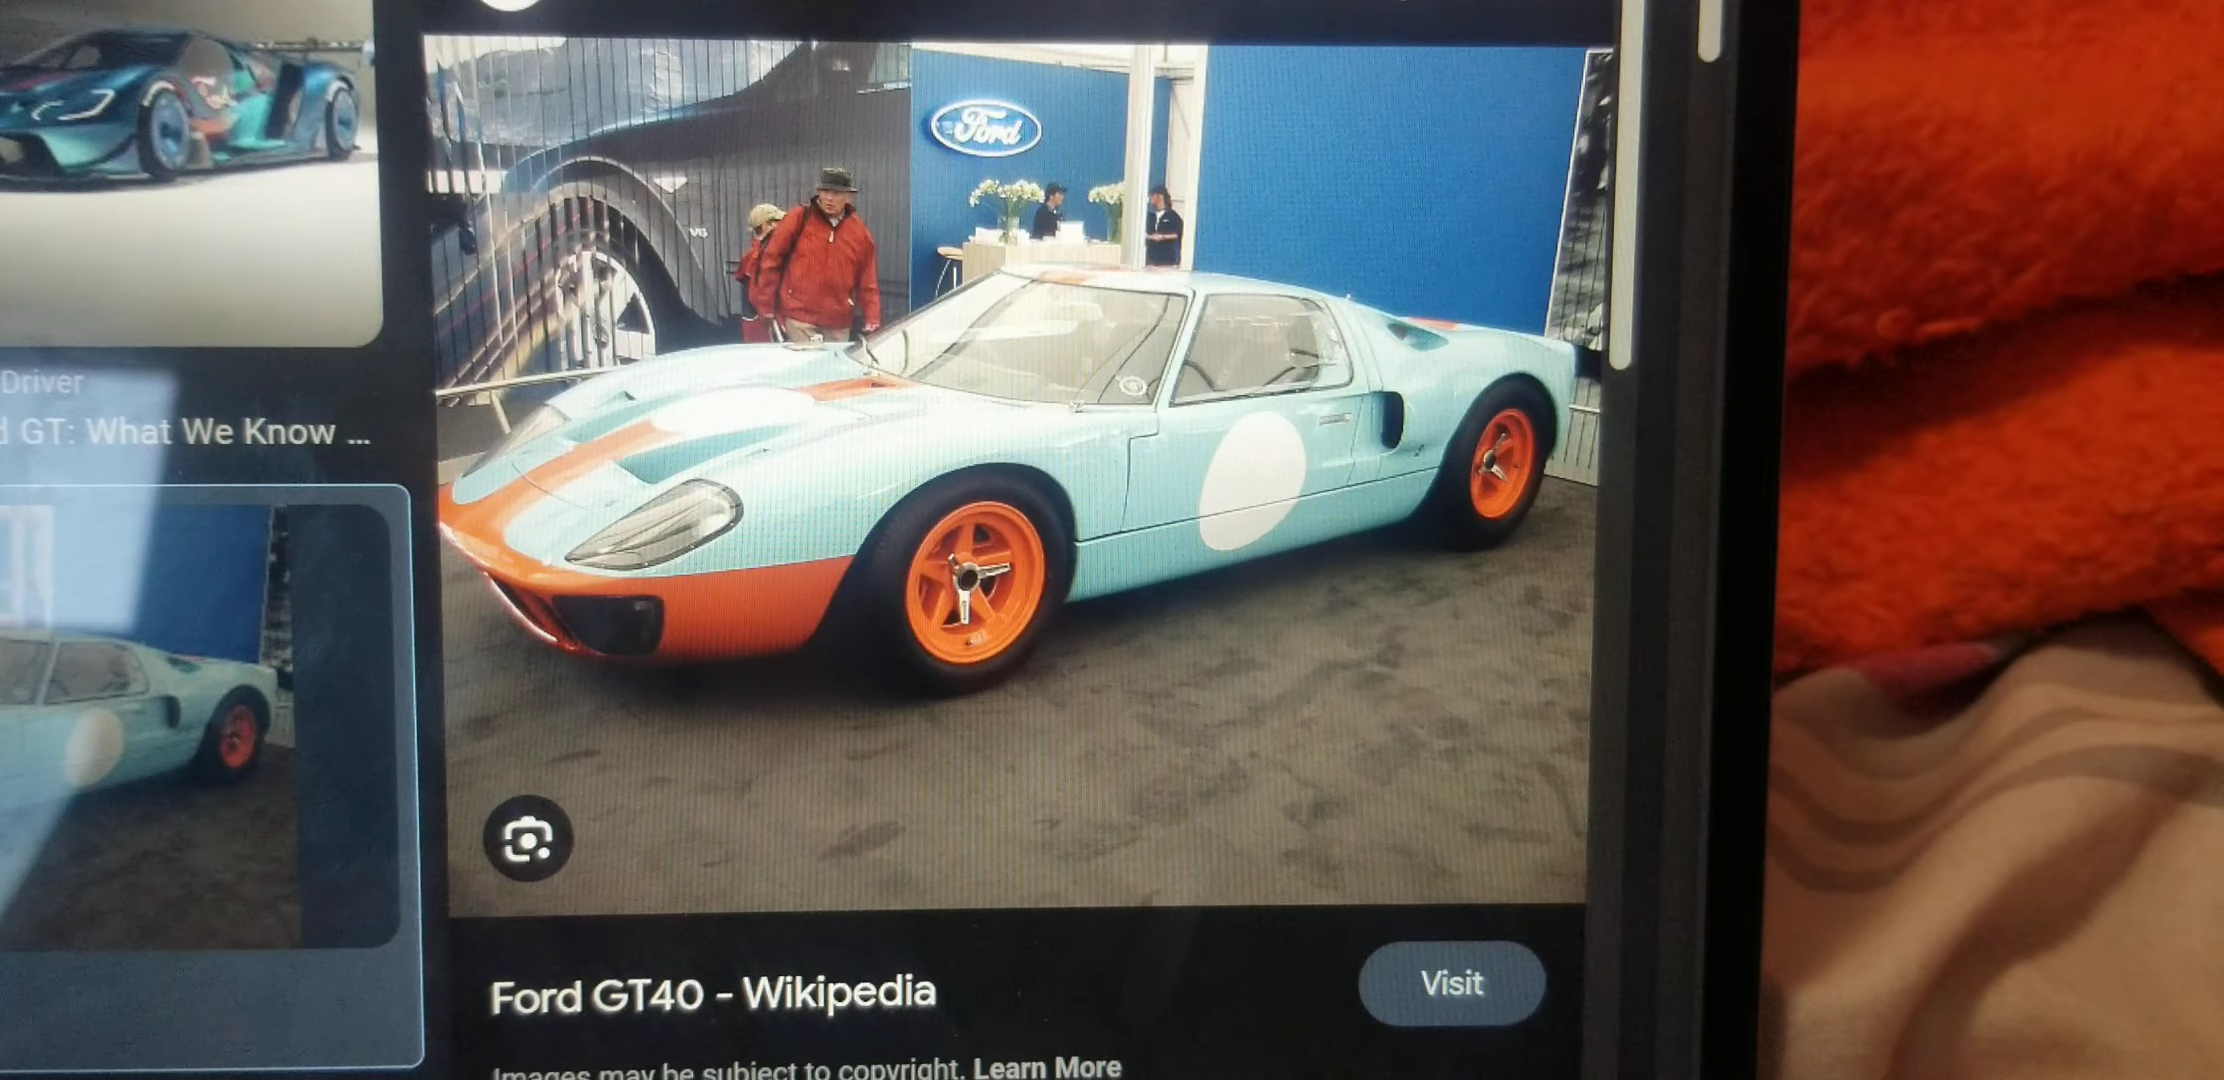 Ford
Driver
d GT: What We Know ...
Ford GT40 - Wikipedia
Visit
Images may be subject to copyright. Learn More